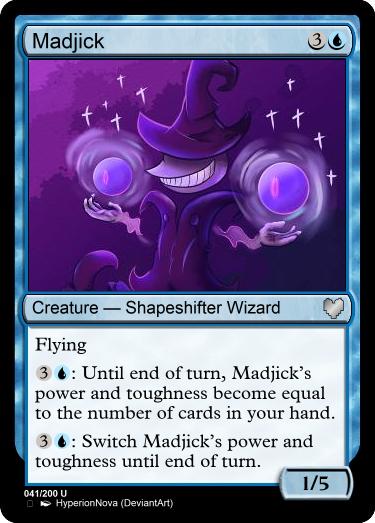 Madjick 3
Creature — Shapeshifter Wizard
Flying
3: Until end of turn, Madjick's
power and toughness become equal
to the number of cards in your hand.
3: Switch Madjick's power and
toughness until end of turn.
1/5
041/200 U
HyperionNova (DeviantArt)